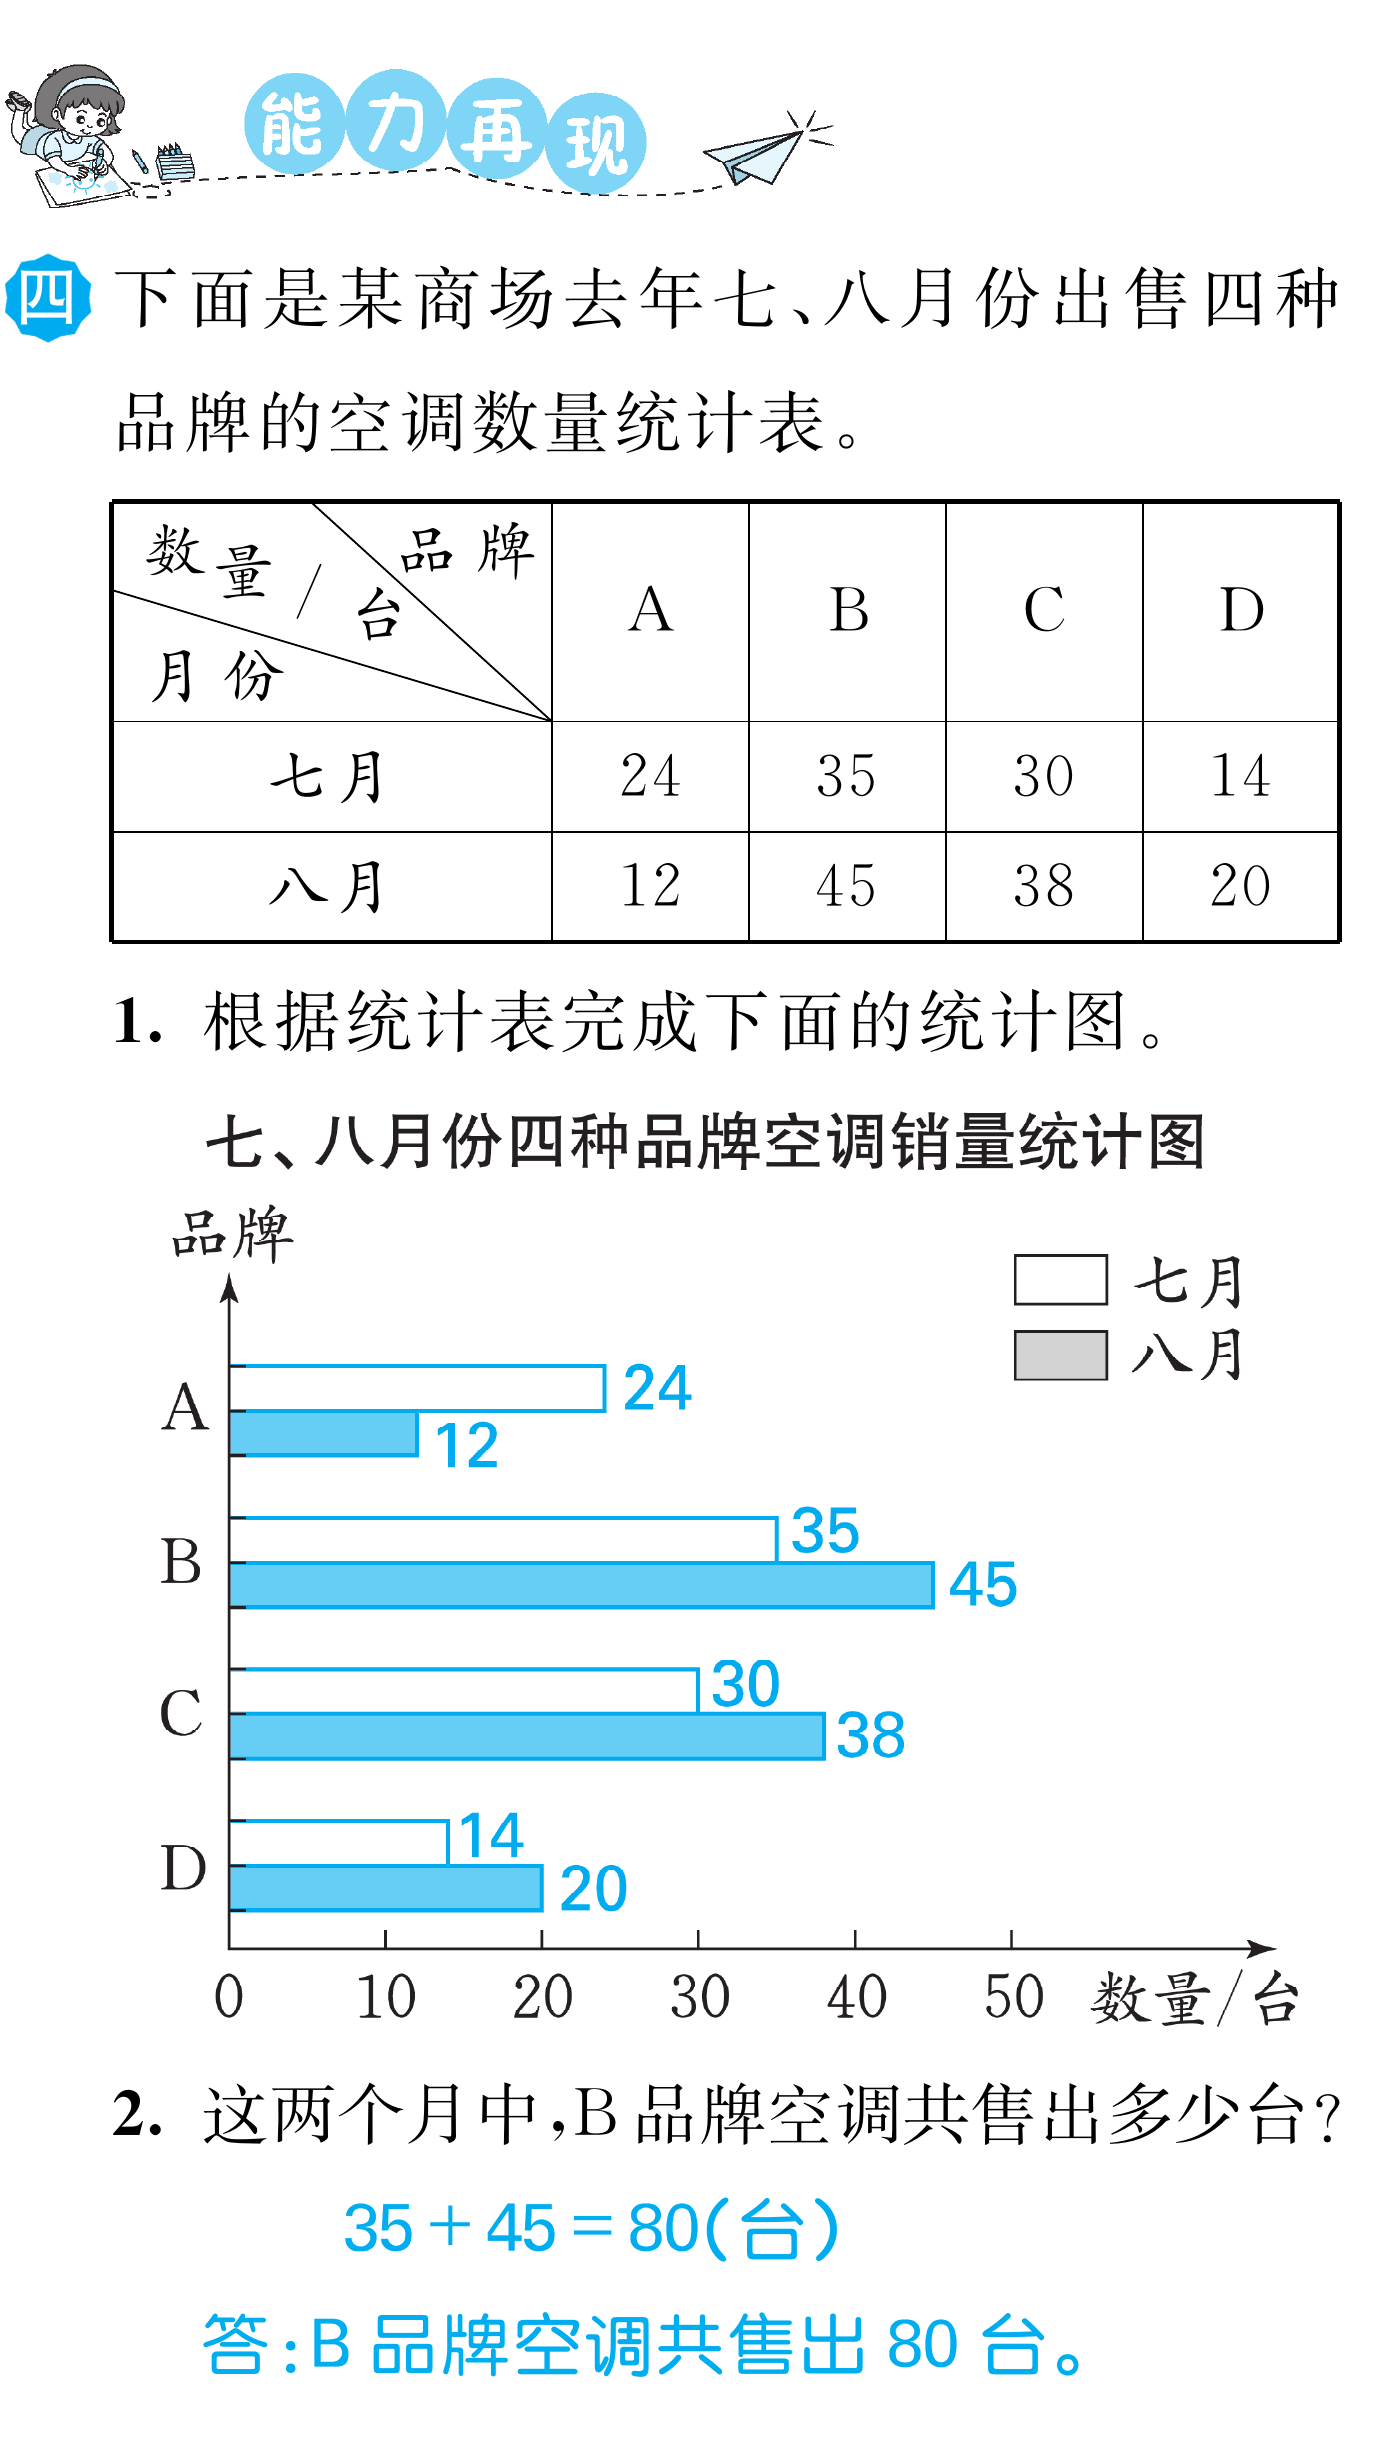 能力再现
四 下面是某商场去年七、八月份出售四种
品牌的空调数量统计表。
数量/台 品牌 月份 A B C D
七月 24 35 30 14
八月 12 45 38 20
1. 根据统计表完成下面的统计图。
七、八月份四种品牌空调销量统计图
品牌
七月
八月
A 24
12
B 35
45
C 30
38
D 14
20
0 10 20 30 40 50 数量/台
2. 这两个月中,B品牌空调共售出多少台?
35+45=80(台)
答:B品牌空调共售出80台。